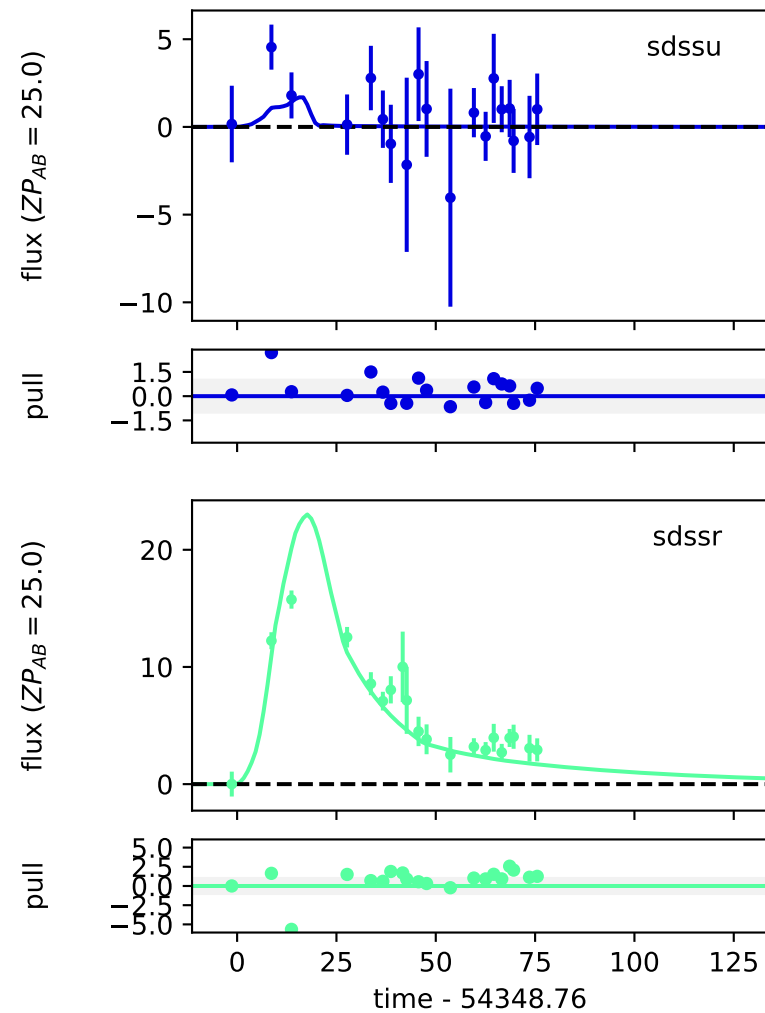 sdssu
flux (ZP_AB = 25.0)
5
0
−5
−10
pull
1.5
0.0
−1.5
sdssr
flux (ZP_AB = 25.0)
20
10
0
pull
5.0
2.5
0.0
−2.5
−5.0
0 25 50 75 100 125
time - 54348.76